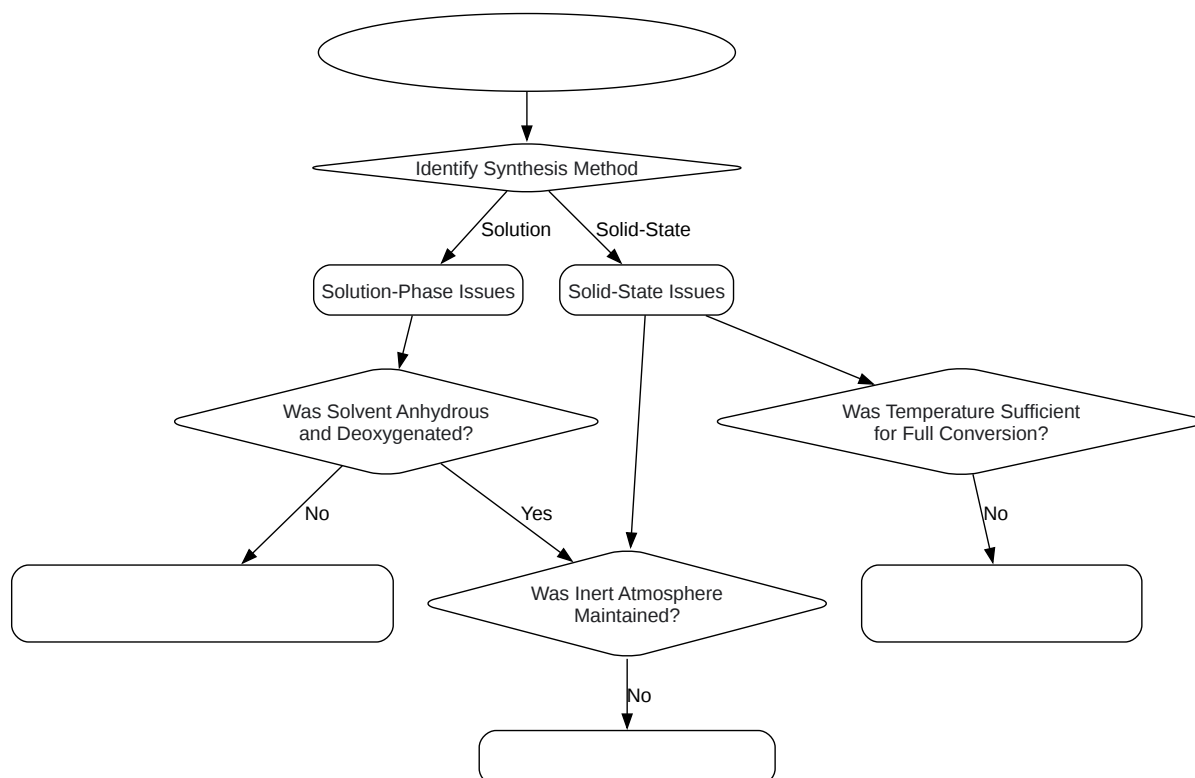 Identify Synthesis Method
Solution
Solid-State
Solution-Phase Issues
Solid-State Issues
Was Solvent Anhydrous
and Deoxygenated?
Was Temperature Sufficient
for Full Conversion?
No
Yes
No
Was Inert Atmosphere
Maintained?
No